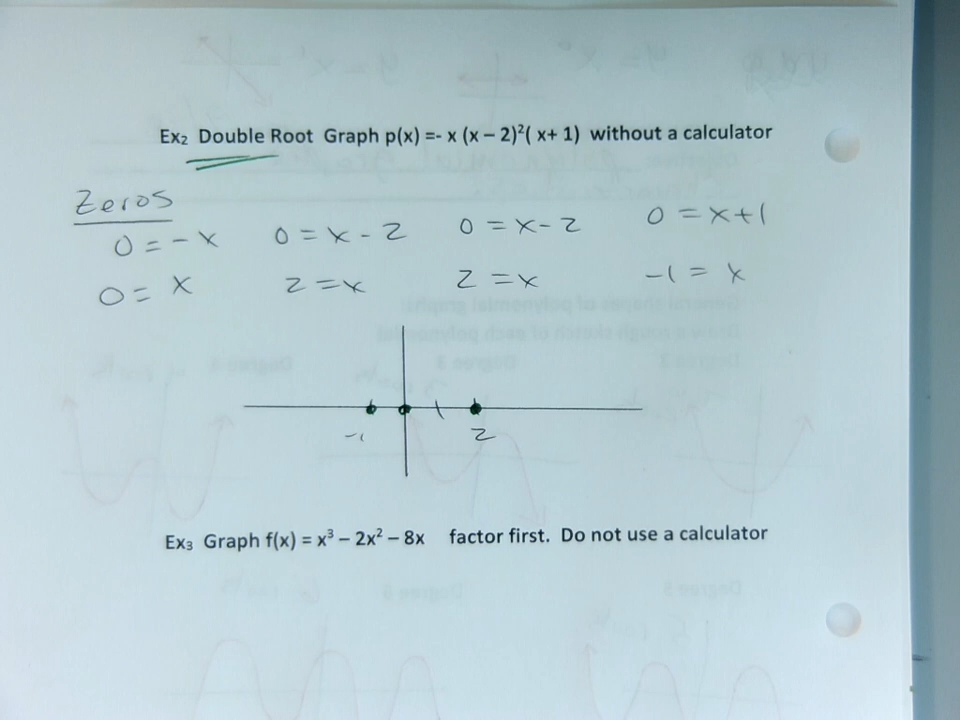 Ex₂ Double Root Graph p(x) =- x (x – 2)²( x+ 1) without a calculator
Zeros
0 = -x 0 = x - 2 0 = x - 2 0 = x+1
0 = x 2 = x 2 = x -1 = x
-1 2
Ex₃ Graph f(x) = x³ – 2x² – 8x factor first. Do not use a calculator